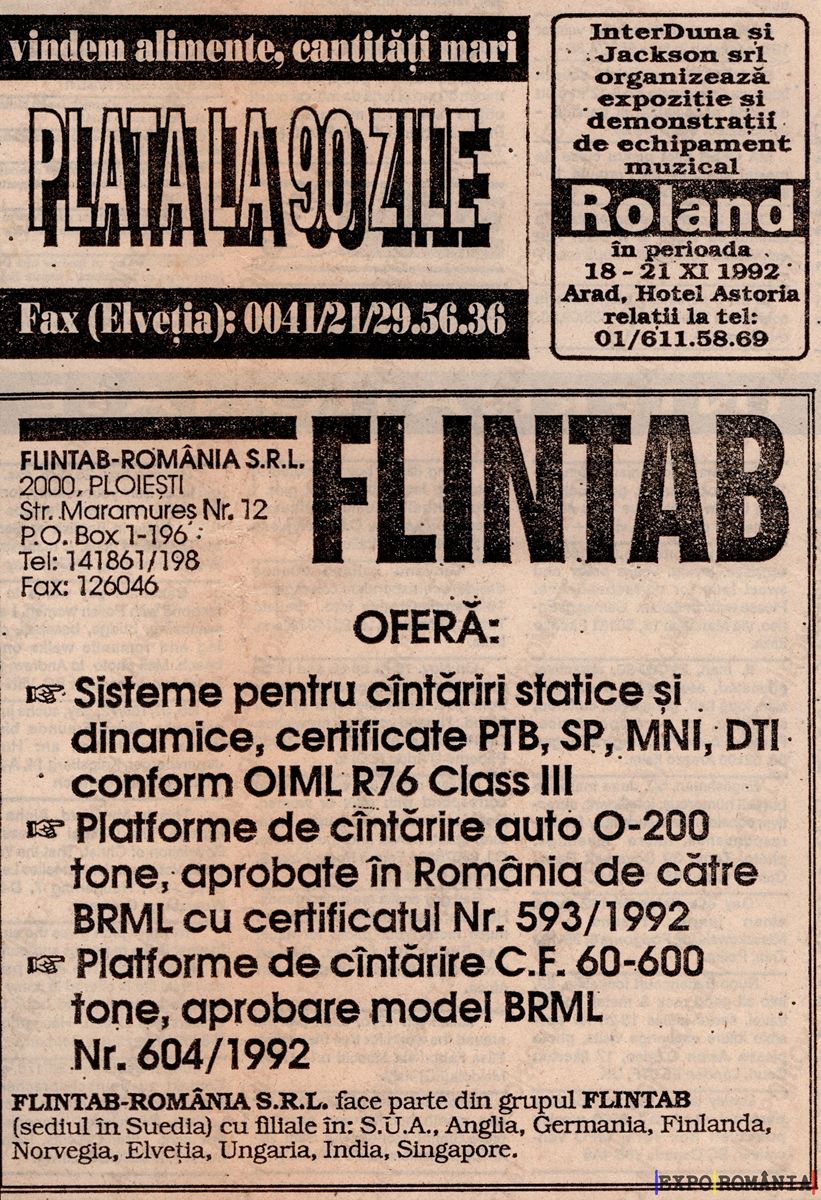 vindem alimente, cantități mari
PLATA LA 90 ZILE
Fax (Elveția): 0041/21/29.56.36
InterDuna și
Jackson srl
organizează
expoziție si
demonstrații
de echipament
muzical
Roland
în perioada
18 - 21 XI 1992
Arad, Hotel Astoria
relații la tel:
01/611.58.69
FLINTAB
FLINTAB-ROMÂNIA S.R.L.
2000, PLOIEȘTI
Str. Maramureș Nr. 12
P.O. Box 1-196
Tel: 141861/198
Fax: 126046
OFERĂ:
☞ Sisteme pentru cîntăriri statice și
dinamice, certificate PTB, SP, MNI, DTI
conform OIML R76 Class III
☞ Platforme de cîntărire auto O-200
tone, aprobate în România de către
BRML cu certificatul Nr. 593/1992
☞ Platforme de cîntărire C.F. 60-600
tone, aprobare model BRML
Nr. 604/1992
FLINTAB-ROMÂNIA S.R.L. face parte din grupul FLINTAB
(sediul în Suedia) cu filiale în: S.U.A., Anglia, Germania, Finlanda,
Norvegia, Elveția, Ungaria, India, Singapore.
EXPO ROMÂNIA